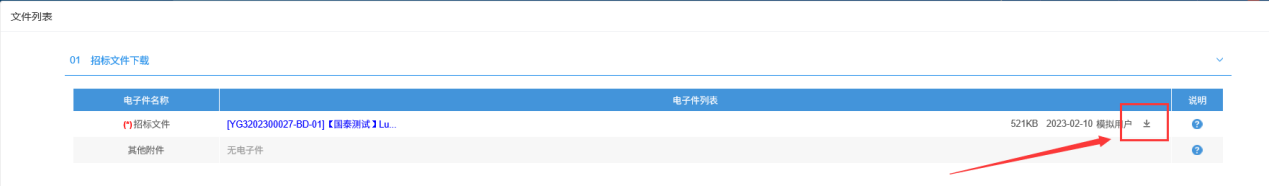 文件列表
01 招标文件下载
电子件名称 电子件列表 说明
(*)招标文件 [YG3202300027-BD-01]【国泰测试】Lu... 521KB 2023-02-10 模拟用户
其他附件 无电子件